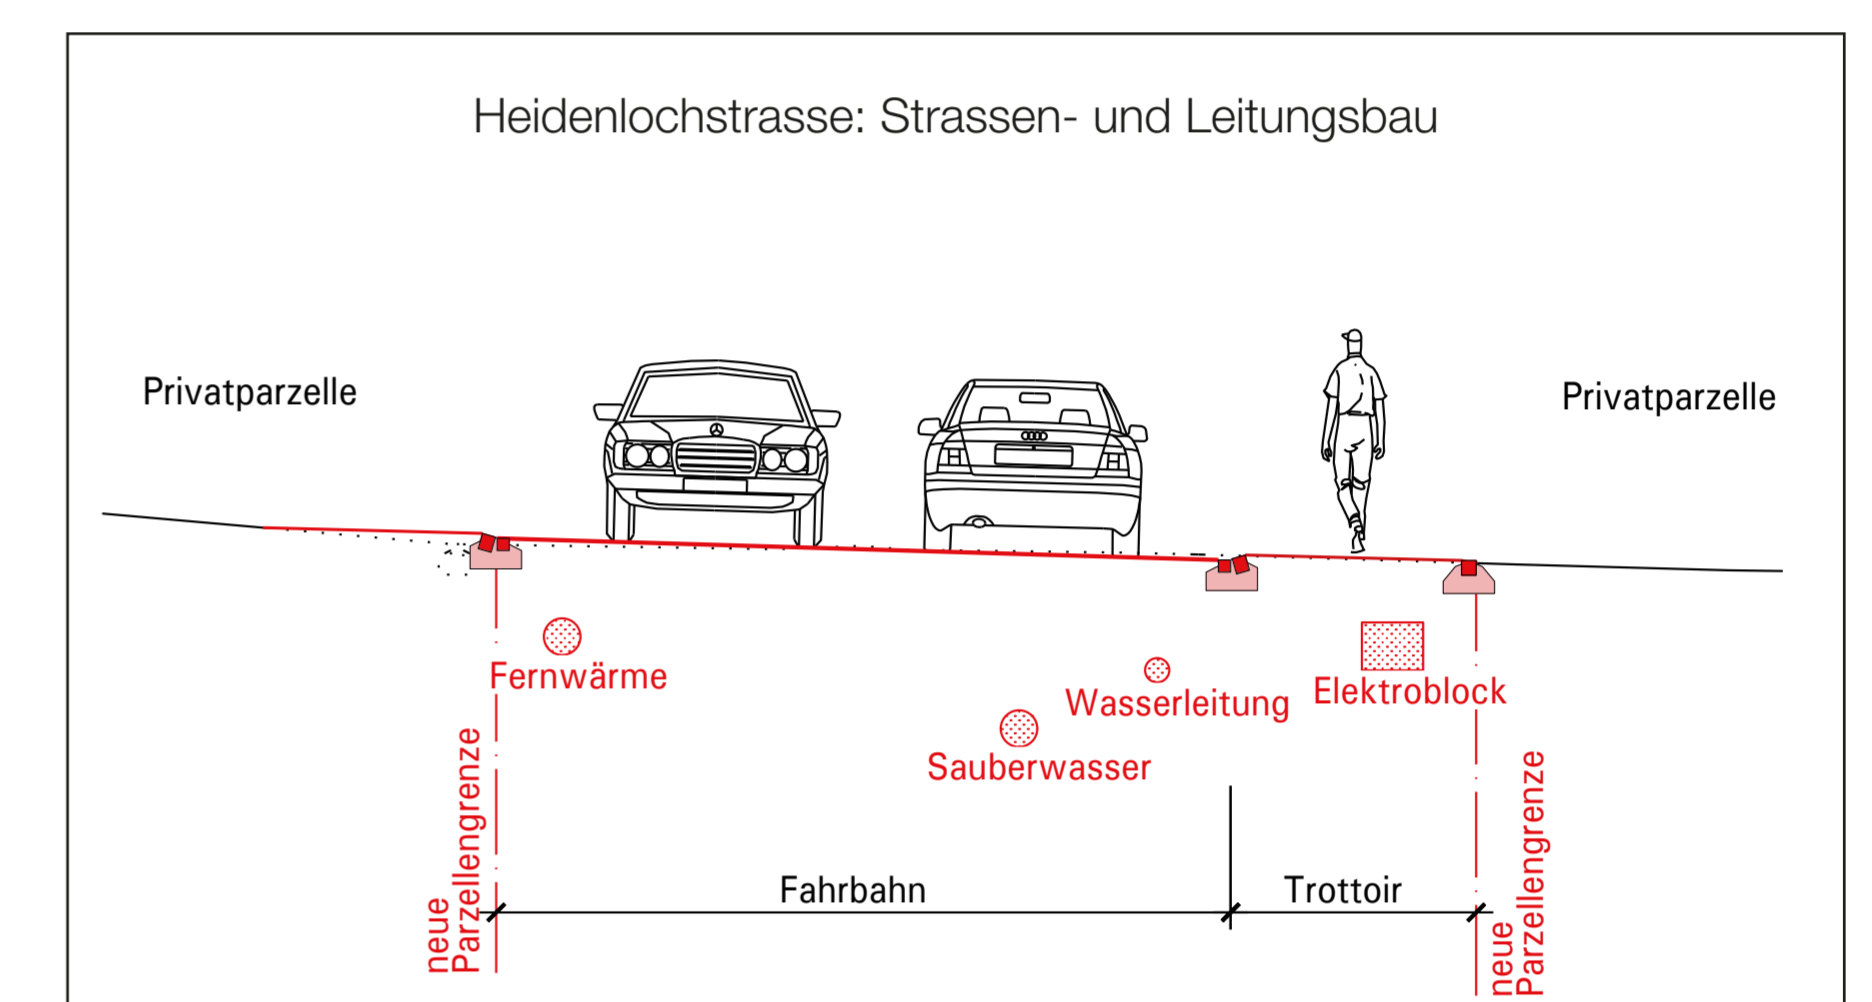 Heidenlochstrasse: Strassen- und Leitungsbau
Privatparzelle
Privatparzelle
Fernwärme
Wasserleitung
Elektroblock
Sauberwasser
neue
Parzellengrenze
Fahrbahn
Trottoir
neue
Parzellengrenze